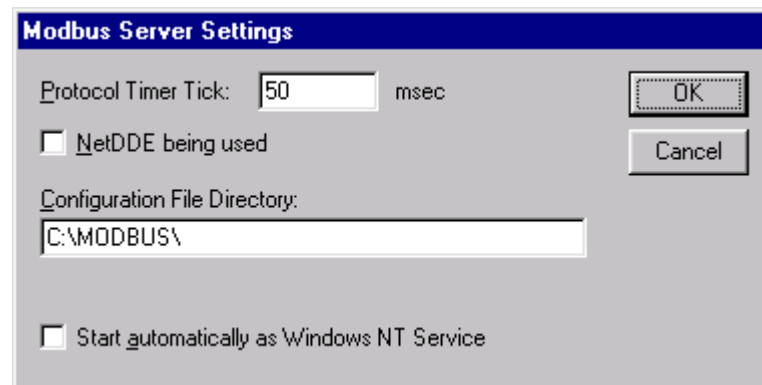 Modbus Server Settings
Protocol Timer Tick: 50 msec
OK
NetDDE being used
Cancel
Configuration File Directory:
C:\MODBUS\
Start automatically as Windows NT Service